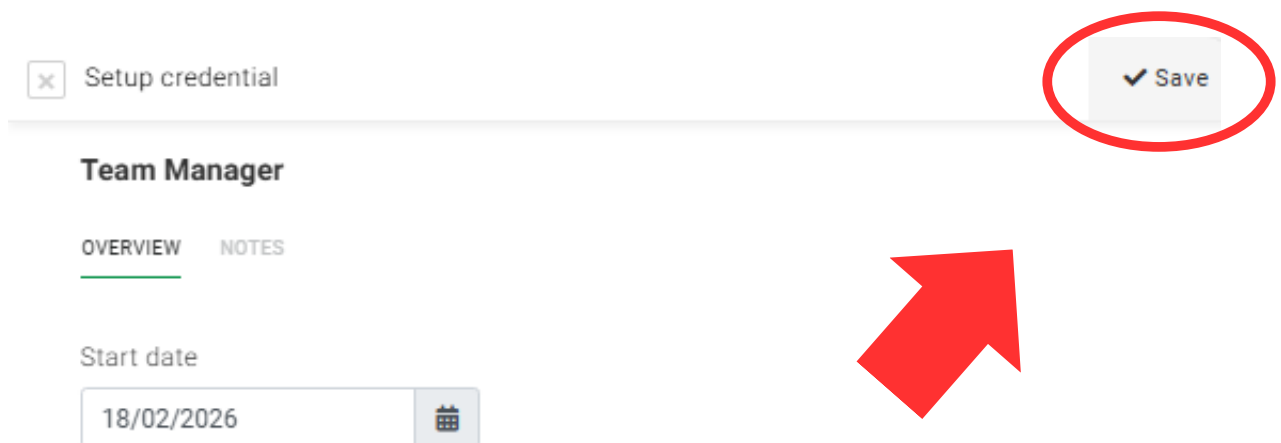 Setup credential
Save
Team Manager
OVERVIEW NOTES
Start date
18/02/2026